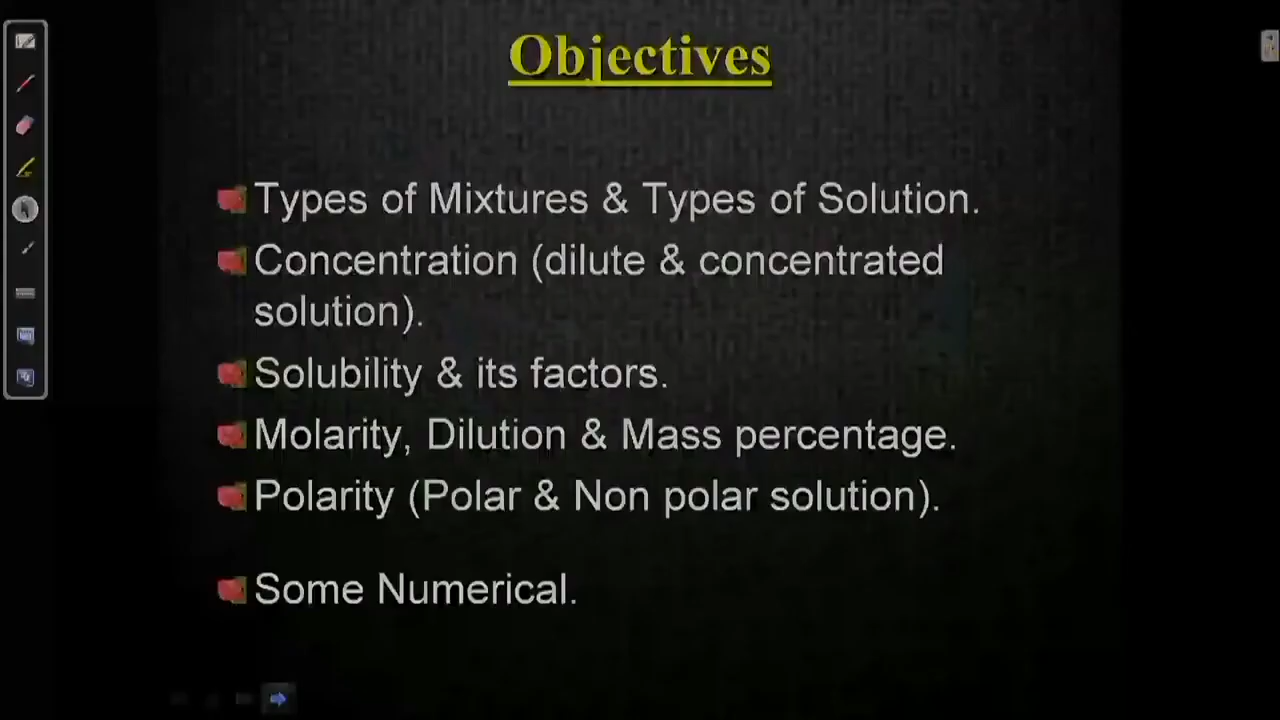 Objectives
Types of Mixtures & Types of Solution.
Concentration (dilute & concentrated
solution).
Solubility & its factors.
Molarity, Dilution & Mass percentage.
Polarity (Polar & Non polar solution).
Some Numerical.